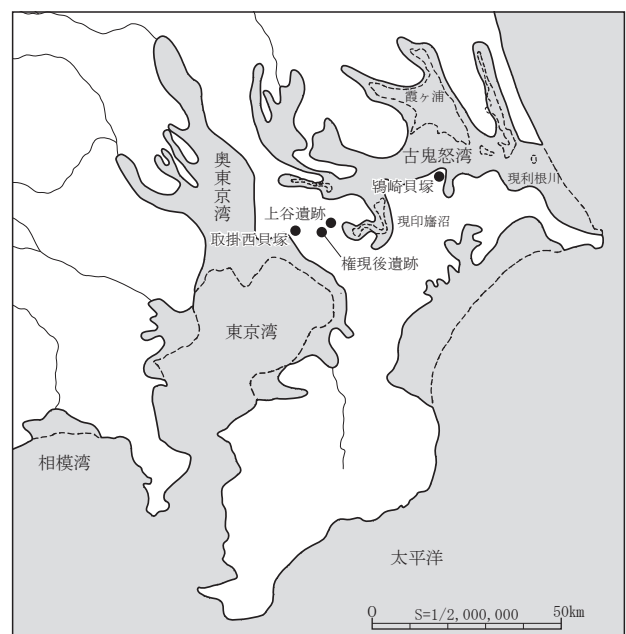 霞ヶ浦
奥東京湾
古鬼怒湾
鴇崎貝塚
現利根川
上谷遺跡
現印旛沼
取掛西貝塚
権現後遺跡
東京湾
相模湾
太平洋
0 S=1/2,000,000 50km